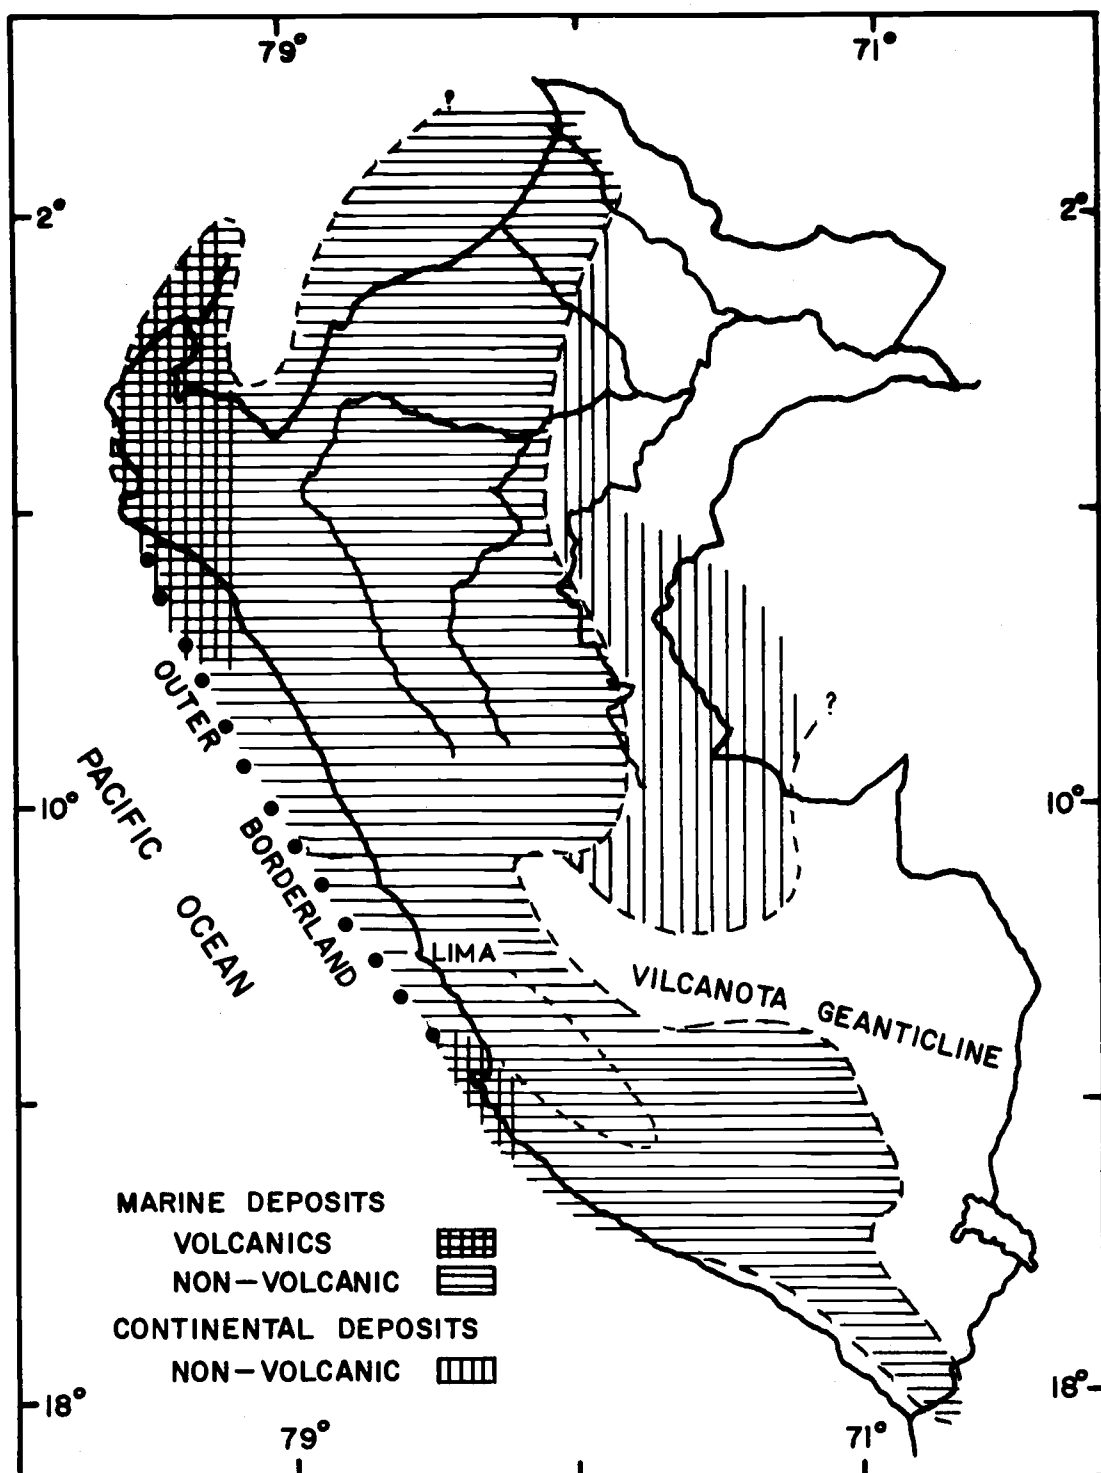 79° 71°
?
2° 2°
OUTER
?
PACIFIC
OCEAN
10° 10°
BORDERLAND
LIMA
VILCANOTA GEANTICLINE
MARINE DEPOSITS
VOLCANICS
NON-VOLCANIC
CONTINENTAL DEPOSITS
NON-VOLCANIC
18° 18°
79° 71°